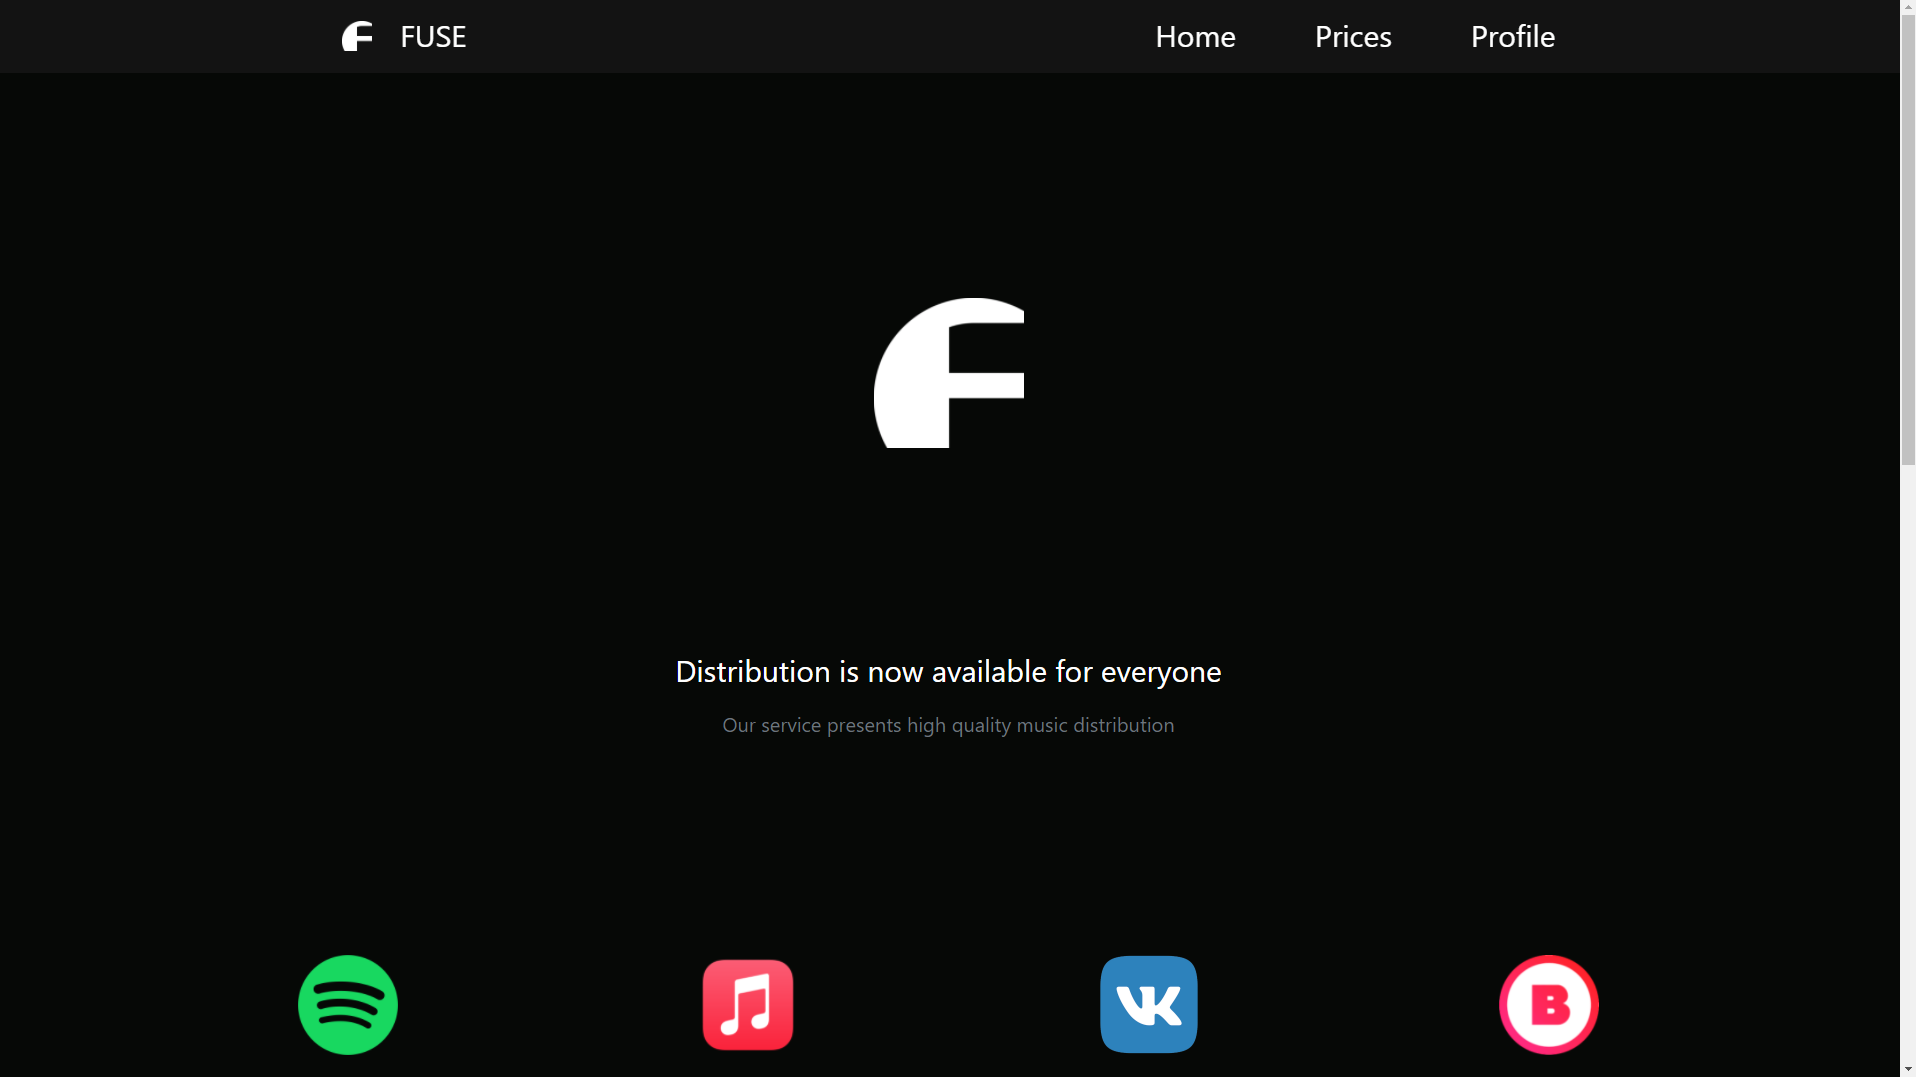 FUSE
Home
Prices
Profile
F
Distribution is now available for everyone
Our service presents high quality music distribution
B